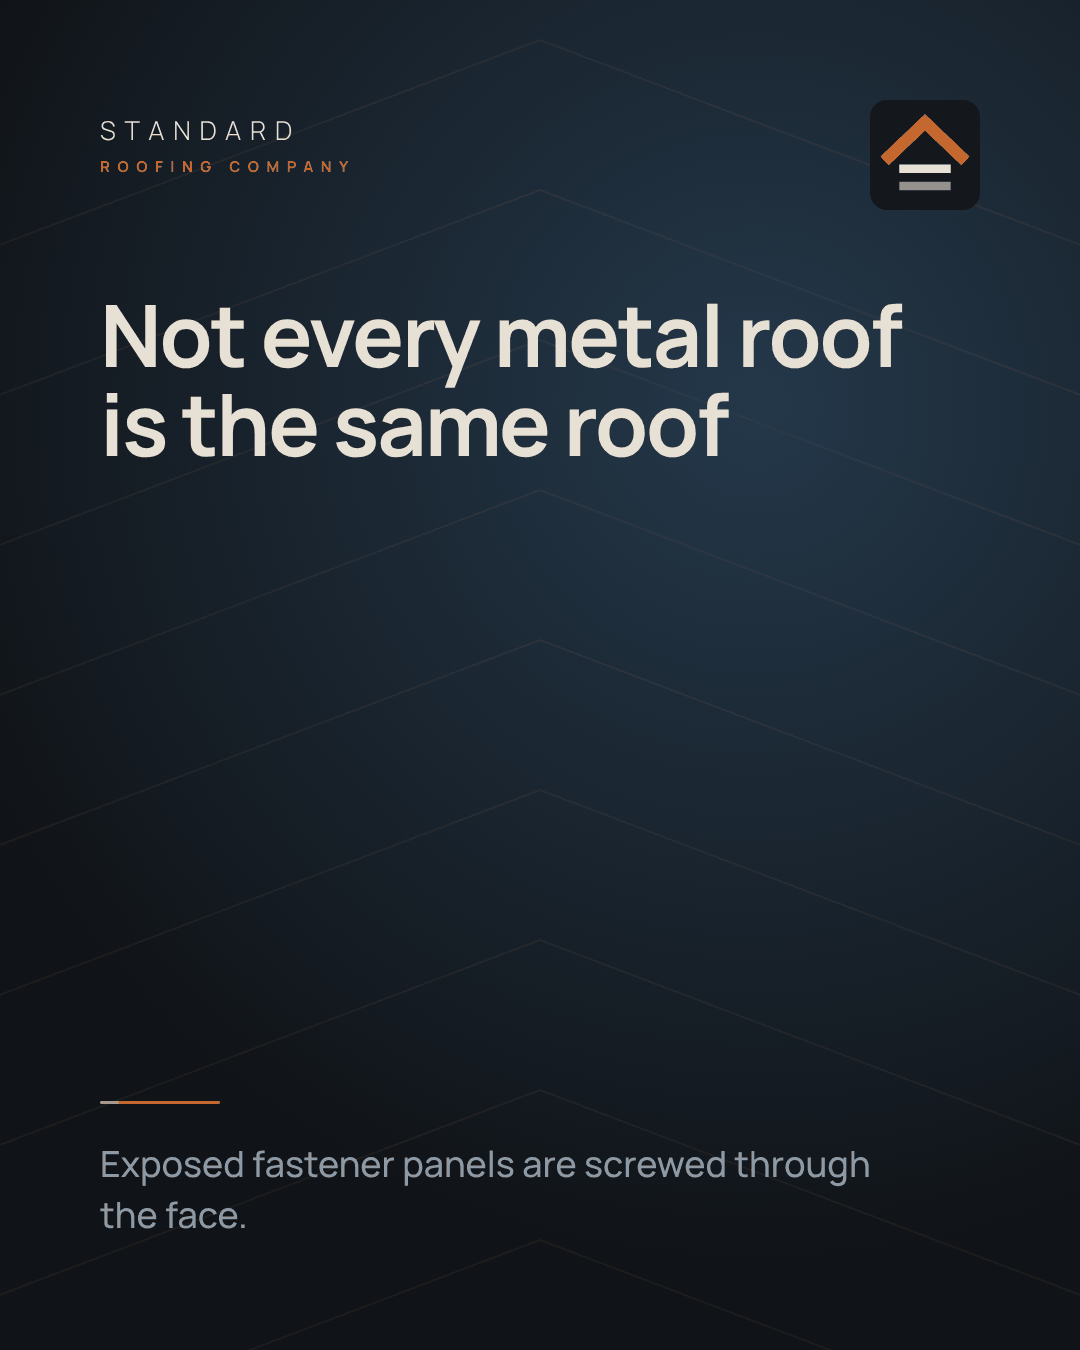 STANDARD
ROOFING COMPANY
Not every metal roof
is the same roof
Exposed fastener panels are screwed through
the face.